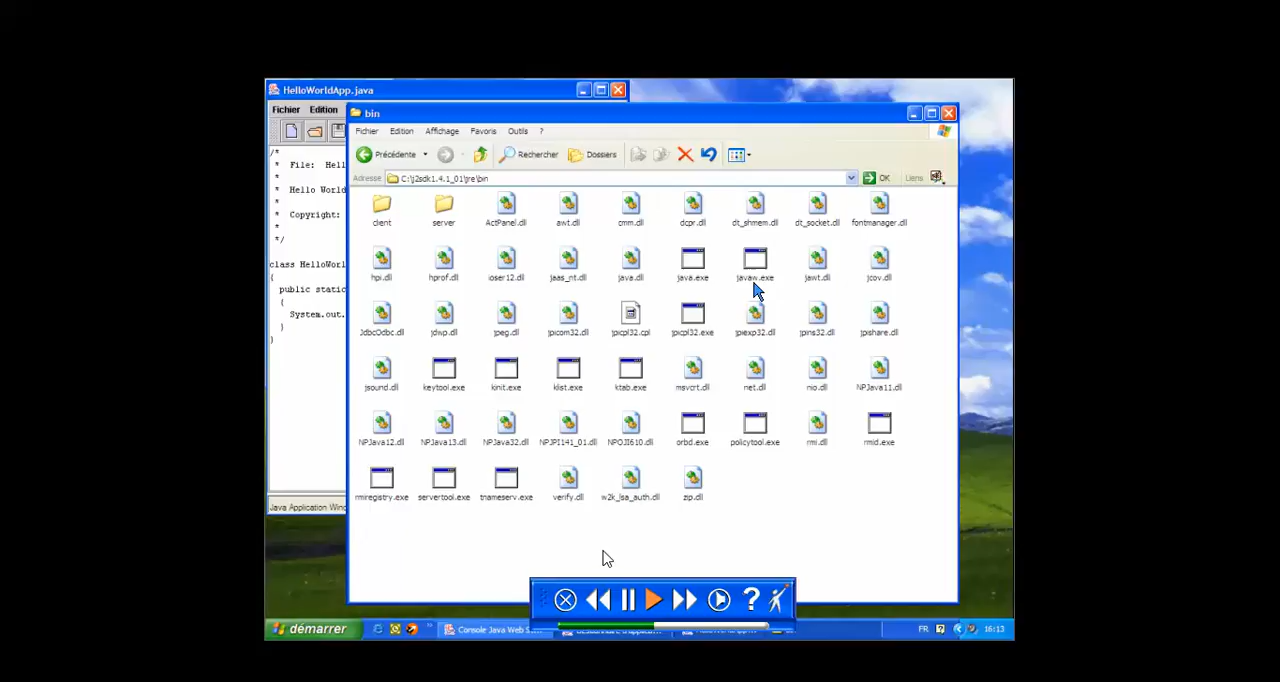 HelloWorldApp.java
Fichier Edition
/*
* File: Hell
*
* Hello World
*
* Copyright:
*
*/
class HelloWorl
{
public static
{
System.out.
}
}
Java Application Wind
bin
Fichier Edition Affichage Favoris Outils ?
Précédente Rechercher Dossiers
Adresse C:\j2sdk1.4.1_01\jre\bin OK Liens
client server ActPanel.dll awt.dll cmm.dll dcpr.dll dt_shmem.dll dt_socket.dll fontmanager.dll
hpi.dll hprof.dll ioser12.dll jaas_nt.dll java.dll java.exe javaw.exe jawt.dll jcov.dll
JdbcOdbc.dll jdwp.dll jpeg.dll jpicom32.dll jpicpl32.cpl jpicpl32.exe jpiexp32.dll jpins32.dll jpishare.dll
jsound.dll keytool.exe kinit.exe klist.exe ktab.exe msvcrt.dll net.dll nio.dll NPJava11.dll
NPJava12.dll NPJava13.dll NPJava32.dll NPJPI141_01.dll NPOJI610.dll orbd.exe policytool.exe rmi.dll rmid.exe
rmiregistry.exe servertool.exe tnameserv.exe verify.dll w2k_lsa_auth.dll zip.dll
?
démarrer Console Java Web S... FR 16:13